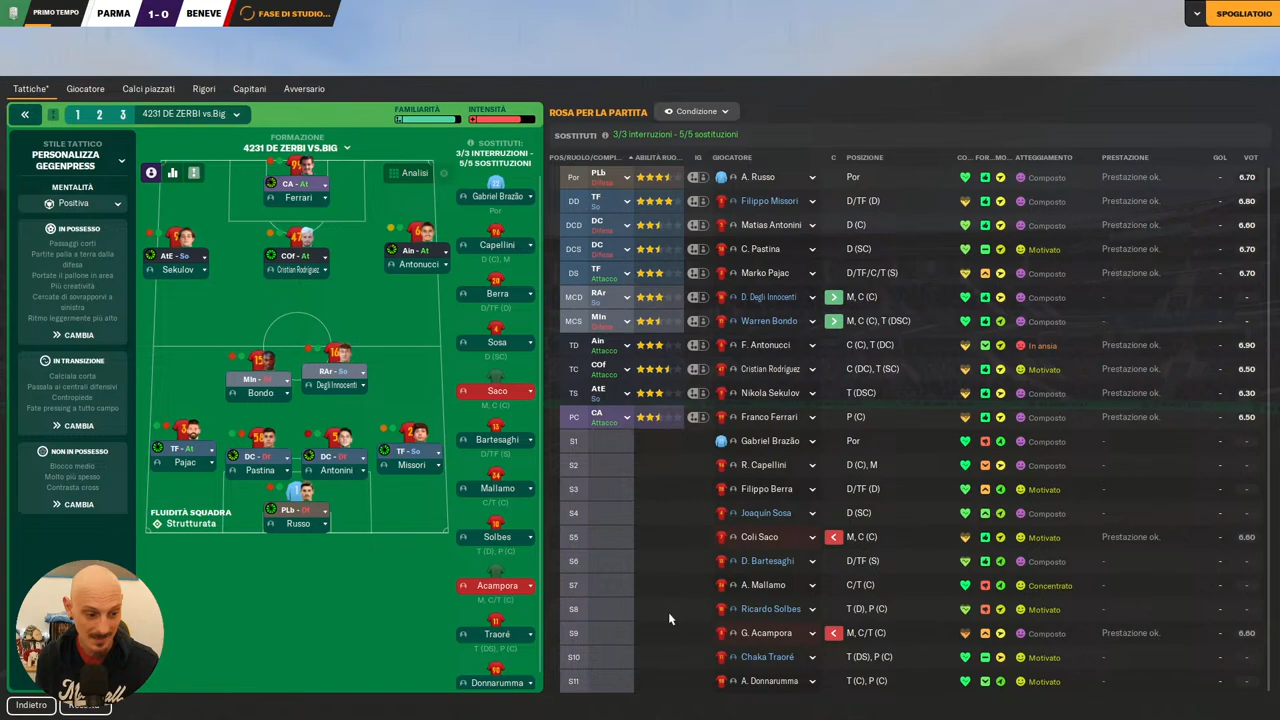 PRIMO TEMPO
PARMA
1 - 0
BENEVE
FASE DI STUDIO...
SPOGLIATOIO
Tattiche*
Giocatore
Calci piazzati
Rigori
Capitani
Avversario
1 2 3 4231 DE ZERBI vs.Big
FAMILIARITÀ
INTENSITÀ
STILE TATTICO
PERSONALIZZA
GEGENPRESS
MENTALITÀ
Positiva
IN POSSESSO
Passaggi corti
Partite palla a terra dalla
difesa
Portate il pallone in area
Più creatività
Cercate di sovrapporvi a
sinistra
Ritmo leggermente più alto
CAMBIA
IN TRANSIZIONE
Calciala corta
Passala ai centrali difensivi
Contropiede
Fate pressing a tutto campo
CAMBIA
NON IN POSSESSO
Blocco medio
Molto più spesso
Contrasta cross
CAMBIA
FORMAZIONE
4231 DE ZERBI VS.BIG
Analisi
CA - At
Ferrari
AtE - So
Sekulov
COf - At
Cristian Rodríguez
Ain - At
Antonucci
MIn - Df
Bondo
RAr - So
Degli Innocenti
TF - At
Pajac
DC - Df
Pastina
DC - Df
Antonini
TF - So
Missori
PLb - Df
Russo
FLUIDITÀ SQUADRA
Strutturata
SOSTITUTI:
3/3 INTERRUZIONI -
5/5 SOSTITUZIONI
Gabriel Brazão
Por
Capellini
D (C), M
Berra
D/TF (D)
Sosa
D (SC)
Saco
M, C (C)
Bartesaghi
D/TF (S)
Mallamo
C/T (C)
Solbes
T (D), P (C)
Acampora
M, C/T (C)
Traoré
T (DS), P (C)
Donnarumma
ROSA PER LA PARTITA
Condizione
SOSTITUTI 3/3 interruzioni - 5/5 sostituzioni
POS/RUOLO/COMPI... ABILITÀ RUO... IG GIOCATORE C POSIZIONE CO... FOR... MO... ATTEGGIAMENTO PRESTAZIONE GOL VOT
Por PLb Difesa A. Russo Por Composto Prestazione ok. - 6.70
DD TF So Filippo Missori D/TF (D) Composto Prestazione ok. - 6.80
DCD DC Difesa Matias Antonini D (C) Composto Prestazione ok. - 6.60
DCS DC Difesa C. Pastina D (SC) Motivato Prestazione ok. - 6.70
DS TF Attacco Marko Pajac D/TF/C/T (S) Composto Prestazione ok. - 6.70
MCD RAr So D. Degli Innocenti M, C (C) Composto - - -
MCS MIn Difesa Warren Bondo M, C (C), T (DSC) Composto - - -
TD Ain Attacco F. Antonucci C (C), T (DC) In ansia Prestazione ok. - 6.90
TC COf Attacco Cristian Rodríguez C (DC), T (SC) Motivato Prestazione ok. - 6.60
TS AtE So Nikola Sekulov T (DSC) Composto Prestazione ok. - 6.30
PC CA Attacco Franco Ferrari P (C) Composto Prestazione ok. - 6.50
S1 Gabriel Brazão Por Composto - - -
S2 R. Capellini D (C), M Composto - - -
S3 Filippo Berra D/TF (D) Motivato - - -
S4 Joaquín Sosa D (SC) Composto - - -
S5 Coli Saco M, C (C) Motivato Prestazione ok. - 6.60
S6 D. Bartesaghi D/TF (S) Composto - - -
S7 A. Mallamo C/T (C) Concentrato - - -
S8 Ricardo Solbes T (D), P (C) Motivato - - -
S9 G. Acampora M, C/T (C) Composto Prestazione ok. - 6.60
S10 Chaka Traoré T (DS), P (C) Motivato - - -
S11 A. Donnarumma T (C), P (C) Motivato - - -
Indietro